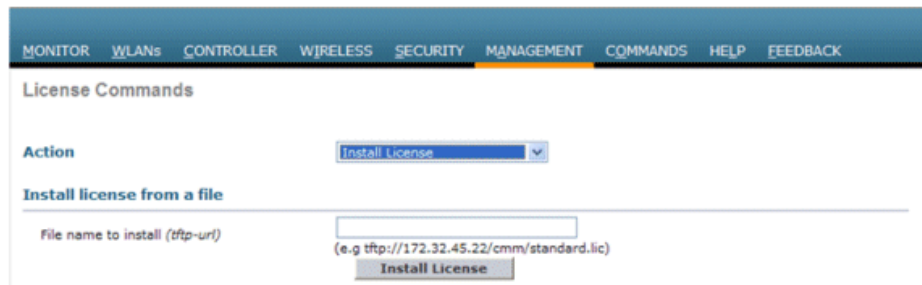 MONITOR WLANs CONTROLLER WIRELESS SECURITY MANAGEMENT COMMANDS HELP FEEDBACK
License Commands
Action Install License
Install license from a file
File name to install (tftp-url)
(e.g tftp://172.32.45.22/cmm/standard.lic)
Install License